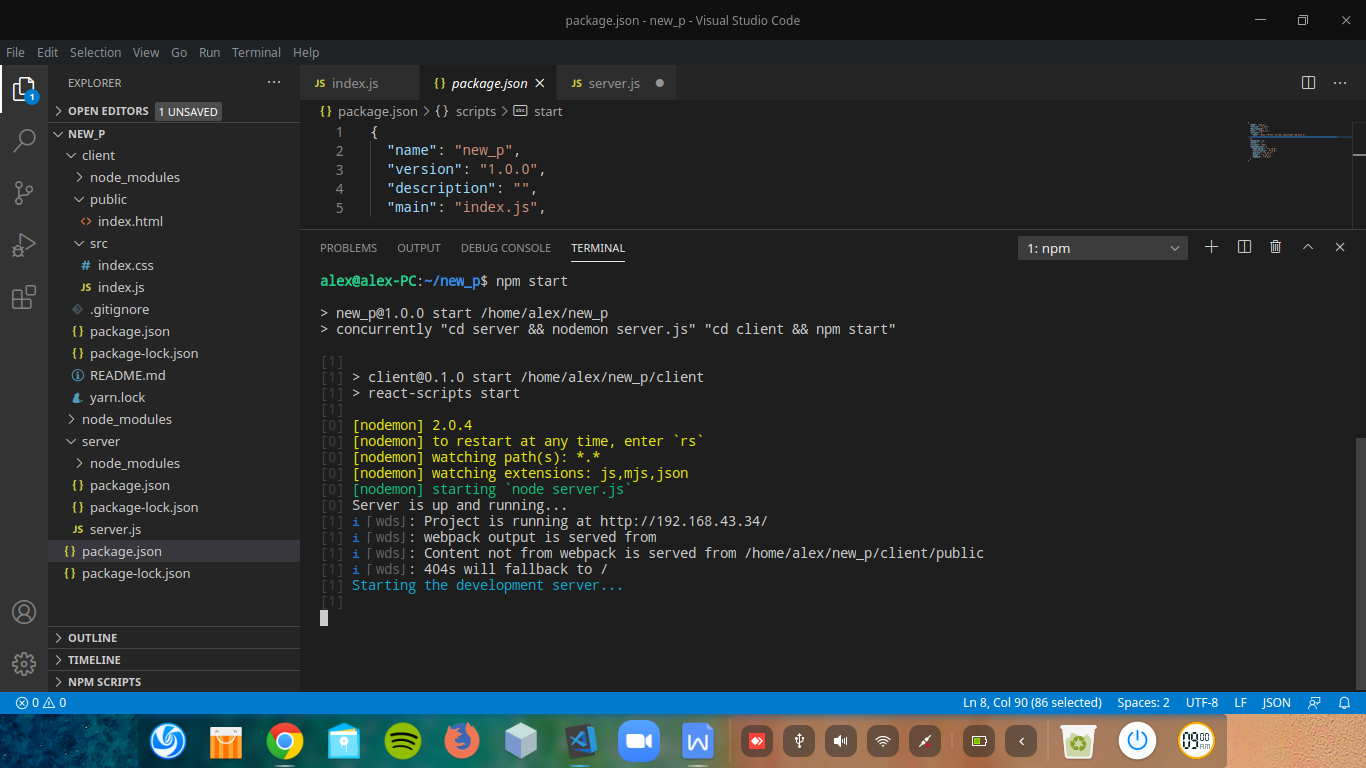 package.json - new_p - Visual Studio Code
File Edit Selection View Go Run Terminal Help
EXPLORER
OPEN EDITORS 1 UNSAVED
NEW_P
client
node_modules
public
index.html
src
index.css
index.js
.gitignore
package.json
package-lock.json
README.md
yarn.lock
node_modules
server
node_modules
package.json
package-lock.json
server.js
package.json
package-lock.json
OUTLINE
TIMELINE
NPM SCRIPTS
JS index.js {} package.json JS server.js
{} package.json > {} scripts > abc start
1 {
2 "name": "new_p",
3 "version": "1.0.0",
4 "description": "",
5 "main": "index.js",
PROBLEMS OUTPUT DEBUG CONSOLE TERMINAL 1: npm
alex@alex-PC:~/new_p$ npm start
> new_p@1.0.0 start /home/alex/new_p
> concurrently "cd server && nodemon server.js" "cd client && npm start"
[1]
[1] > client@0.1.0 start /home/alex/new_p/client
[1] > react-scripts start
[1]
[0] [nodemon] 2.0.4
[0] [nodemon] to restart at any time, enter `rs`
[0] [nodemon] watching path(s): *.*
[0] [nodemon] watching extensions: js,mjs,json
[0] [nodemon] starting `node server.js`
[0] Server is up and running...
[1] ℹ ｢wds｣: Project is running at http://192.168.43.34/
[1] ℹ ｢wds｣: webpack output is served from
[1] ℹ ｢wds｣: Content not from webpack is served from /home/alex/new_p/client/public
[1] ℹ ｢wds｣: 404s will fallback to /
[1] Starting the development server...
[1]
0 0 Ln 8, Col 90 (86 selected) Spaces: 2 UTF-8 LF JSON
09:00 AM